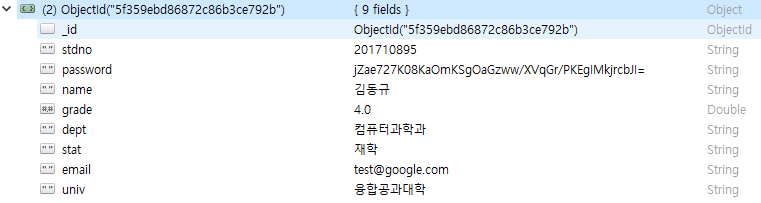 (2) ObjectId("5f359ebd86872c86b3ce792b") { 9 fields } Object
_id ObjectId("5f359ebd86872c86b3ce792b") ObjectId
" " stdno 201710895 String
" " password jZae727K08KaOmKSgOaGzww/XVqGr/PKEgIMkjrcbJI= String
" " name 김동규 String
#.# grade 4.0 Double
" " dept 컴퓨터과학과 String
" " stat 재학 String
" " email test@google.com String
" " univ 융합공과대학 String